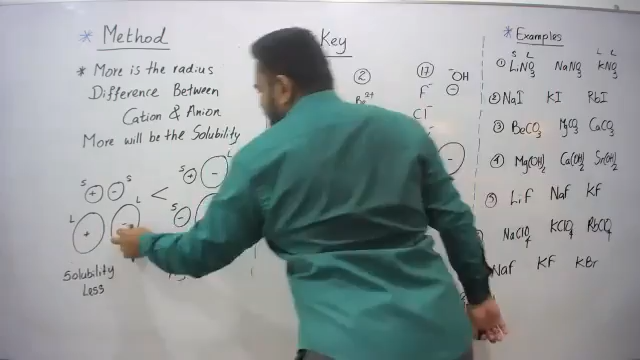 * Method
* More is the radius
Difference Between
Cation & Anion
More will be the Solubility
S + - S < S + - L
L + - L S -
Solubility
Less
Key
2
Be²⁺
17
⁻OH
F⁻ -
Cl⁻
-
* Examples
S L L L
① LiNO₃ NaNO₃ KNO₃
② NaI KI RbI
③ BeCO₃ MgCO₃ CaCO₃
④ Mg(OH)₂ Ca(OH)₂ Sr(OH)₂
⑤ LiF NaF KF
NaClO₄ KClO₄ RbClO₄
NaF KF KBr